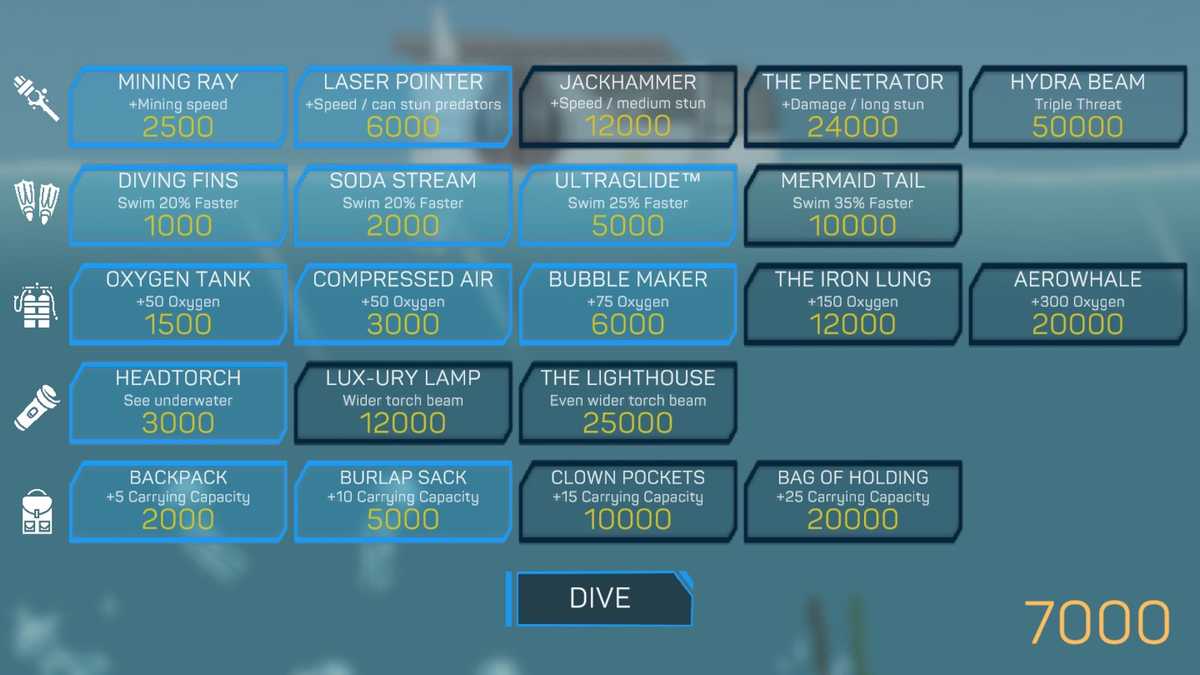 MINING RAY
+Mining speed
2500
LASER POINTER
+Speed / can stun predators
6000
JACKHAMMER
+Speed / medium stun
12000
THE PENETRATOR
+Damage / long stun
24000
HYDRA BEAM
Triple Threat
50000
DIVING FINS
Swim 20% Faster
1000
SODA STREAM
Swim 20% Faster
2000
ULTRAGLIDE™
Swim 25% Faster
5000
MERMAID TAIL
Swim 35% Faster
10000
OXYGEN TANK
+50 Oxygen
1500
COMPRESSED AIR
+50 Oxygen
3000
BUBBLE MAKER
+75 Oxygen
6000
THE IRON LUNG
+150 Oxygen
12000
AEROWHALE
+300 Oxygen
20000
HEADTORCH
See underwater
3000
LUX-URY LAMP
Wider torch beam
12000
THE LIGHTHOUSE
Even wider torch beam
25000
BACKPACK
+5 Carrying Capacity
2000
BURLAP SACK
+10 Carrying Capacity
5000
CLOWN POCKETS
+15 Carrying Capacity
10000
BAG OF HOLDING
+25 Carrying Capacity
20000
DIVE
7000